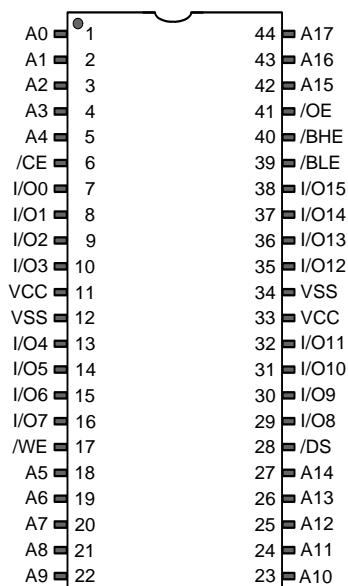 A0 1 44 A17
A1 2 43 A16
A2 3 42 A15
A3 4 41 /OE
A4 5 40 /BHE
/CE 6 39 /BLE
I/O0 7 38 I/O15
I/O1 8 37 I/O14
I/O2 9 36 I/O13
I/O3 10 35 I/O12
VCC 11 34 VSS
VSS 12 33 VCC
I/O4 13 32 I/O11
I/O5 14 31 I/O10
I/O6 15 30 I/O9
I/O7 16 29 I/O8
/WE 17 28 /DS
A5 18 27 A14
A6 19 26 A13
A7 20 25 A12
A8 21 24 A11
A9 22 23 A10